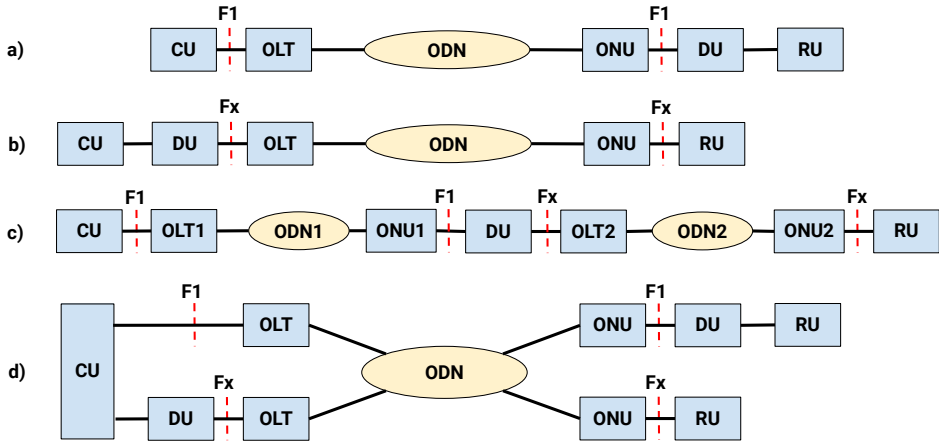 F1 F1
a) CU OLT ODN ONU DU RU
Fx Fx
b) CU DU OLT ODN ONU RU
F1 F1 Fx Fx
c) CU OLT1 ODN1 ONU1 DU OLT2 ODN2 ONU2 RU
F1 F1
OLT ONU DU RU
d) CU ODN
Fx Fx
DU OLT ONU RU